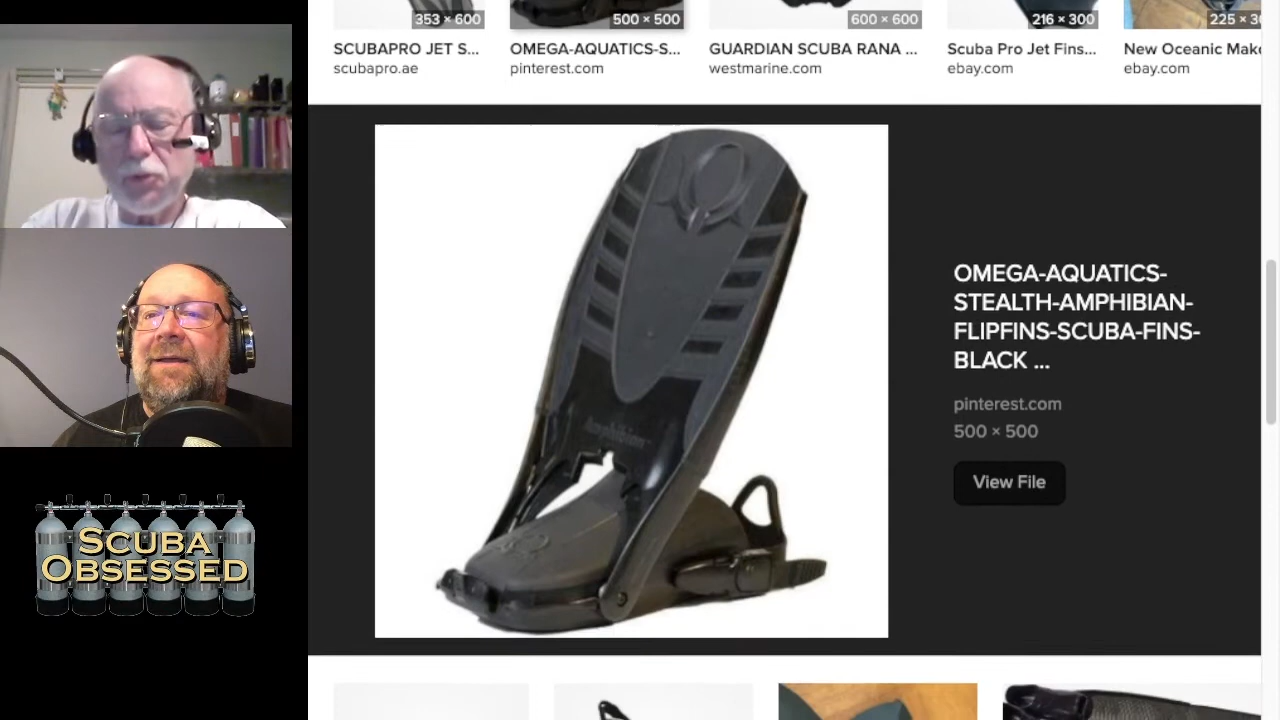 353 × 600
500 × 500
600 × 600
216 × 300
225 × 30
SCUBAPRO JET S...
OMEGA-AQUATICS-S...
GUARDIAN SCUBA RANA ...
Scuba Pro Jet Fins...
New Oceanic Mak
scubapro.ae
pinterest.com
westmarine.com
ebay.com
ebay.com
OMEGA-AQUATICS-
STEALTH-AMPHIBIAN-
FLIPFINS-SCUBA-FINS-
BLACK ...
pinterest.com
500 × 500
View File
Amphibian
SCUBA
OBSESSED